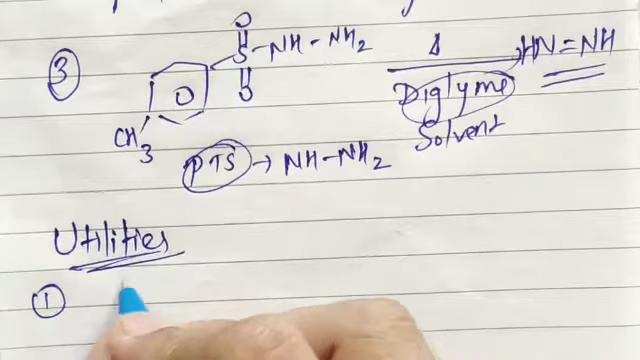 ③
O
S-NH-NH2
O
CH3
Δ
HN=NH
Diglyme
Solvent
PTS → NH-NH2
Utilities
①